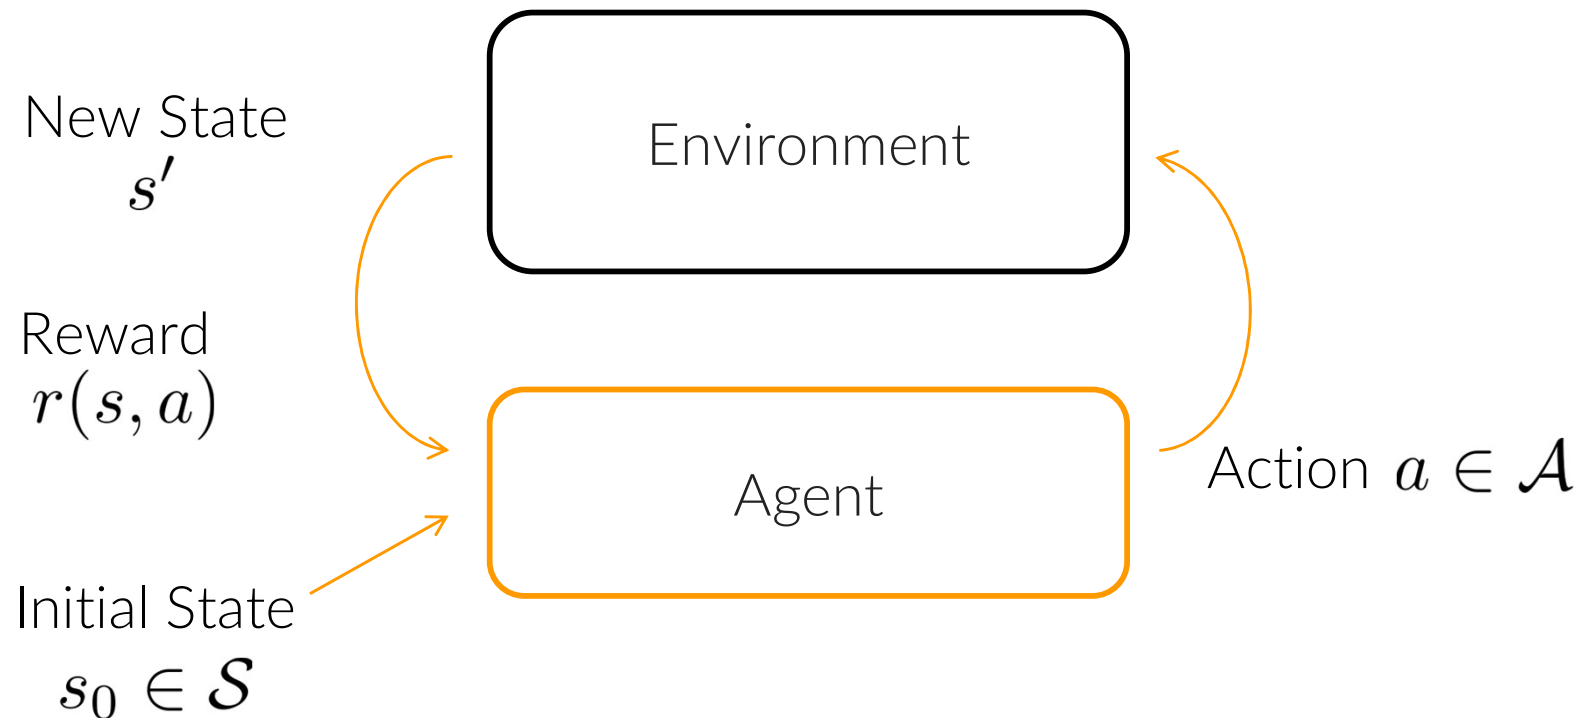 New State
s′
Environment
Reward
r(s, a)
Agent
Action a ∈ 𝒜
Initial State
s₀ ∈ 𝒮